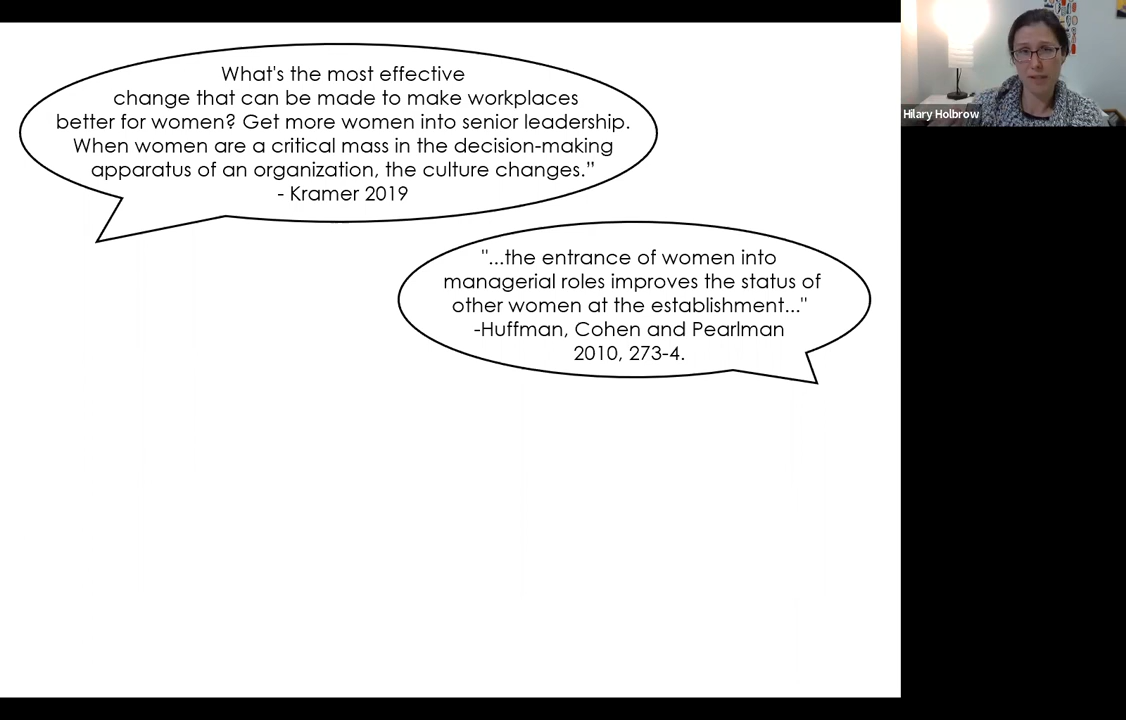 What's the most effective
change that can be made to make workplaces
better for women? Get more women into senior leadership.
When women are a critical mass in the decision-making
apparatus of an organization, the culture changes.”
- Kramer 2019
"...the entrance of women into
managerial roles improves the status of
other women at the establishment..."
-Huffman, Cohen and Pearlman
2010, 273-4.
Hilary Holbrow